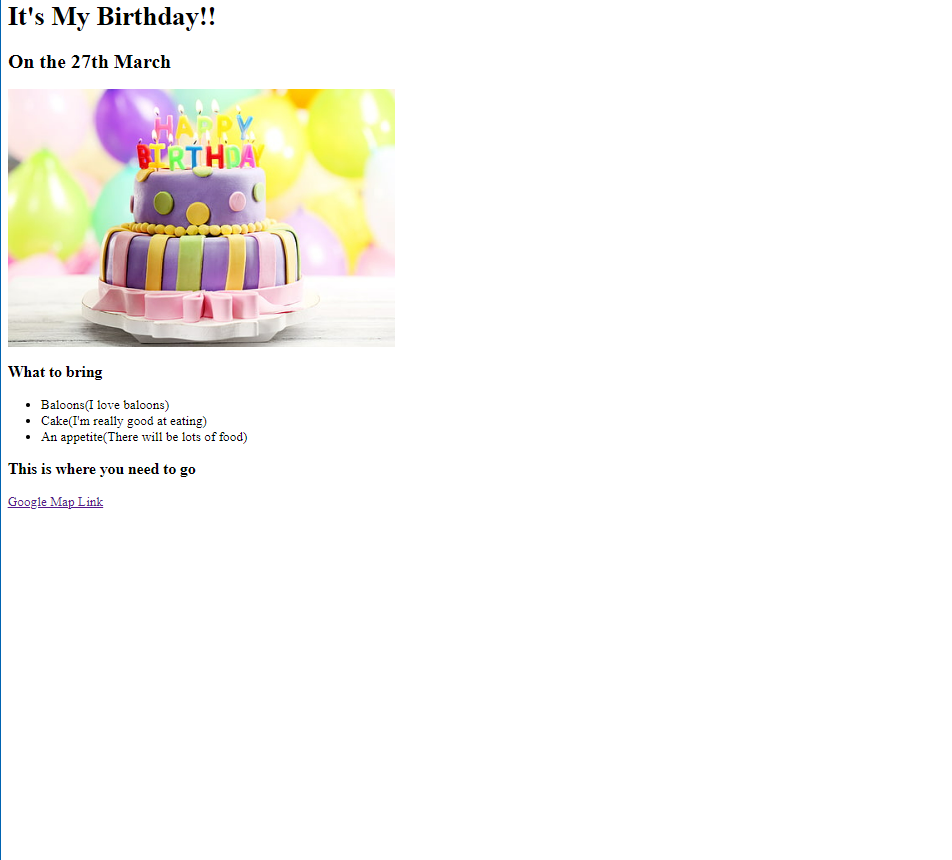 It's My Birthday!!
On the 27th March
HAPPY
BIRTHDAY
What to bring
Baloons(I love baloons)
Cake(I'm really good at eating)
An appetite(There will be lots of food)
This is where you need to go
Google Map Link